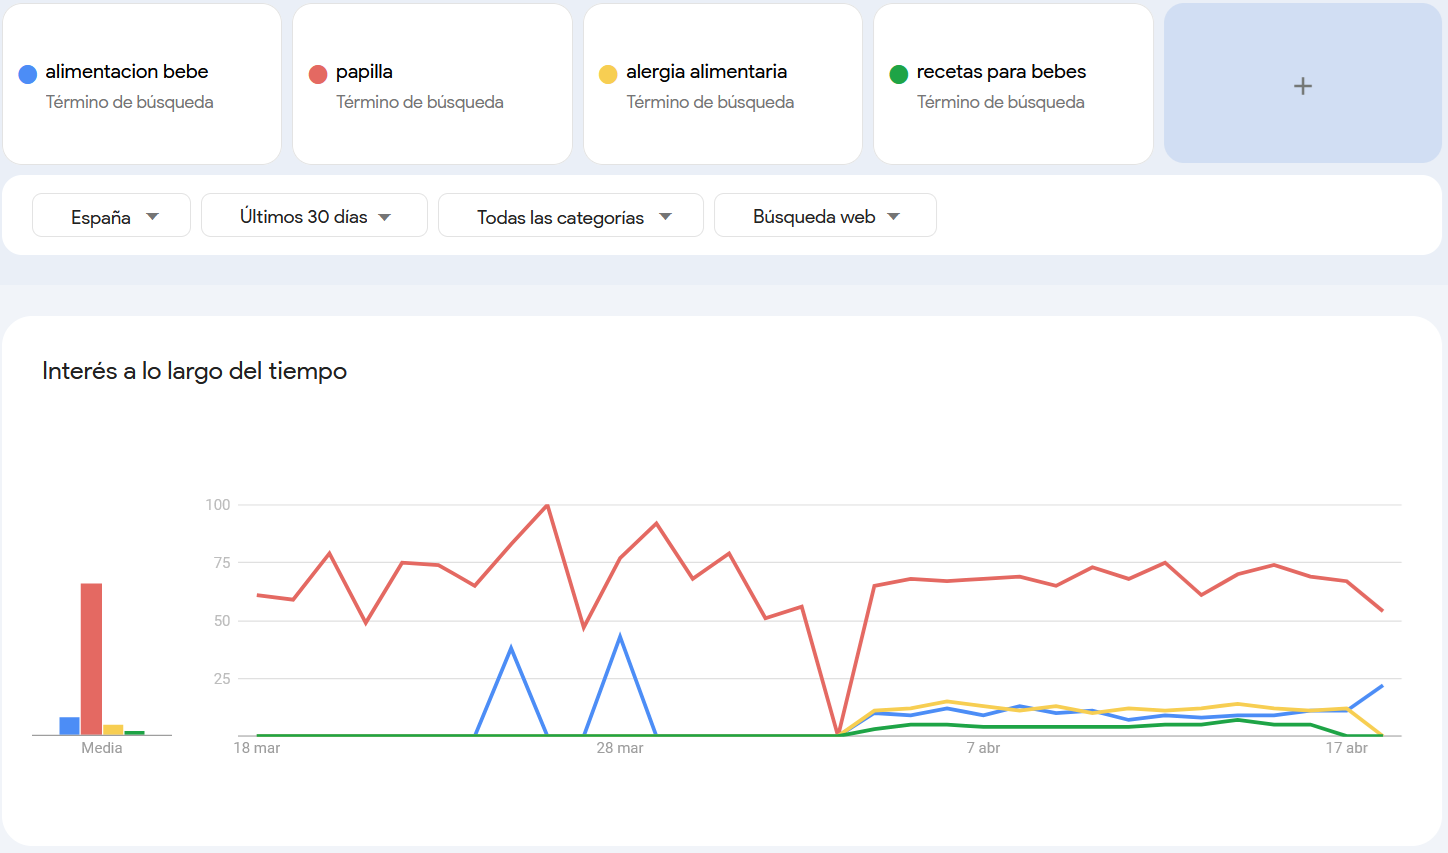 alimentacion bebe
Término de búsqueda
papilla
Término de búsqueda
alergia alimentaria
Término de búsqueda
recetas para bebes
Término de búsqueda
+
España
Últimos 30 días
Todas las categorías
Búsqueda web
Interés a lo largo del tiempo
100
75
50
25
Media
18 mar
28 mar
7 abr
17 abr